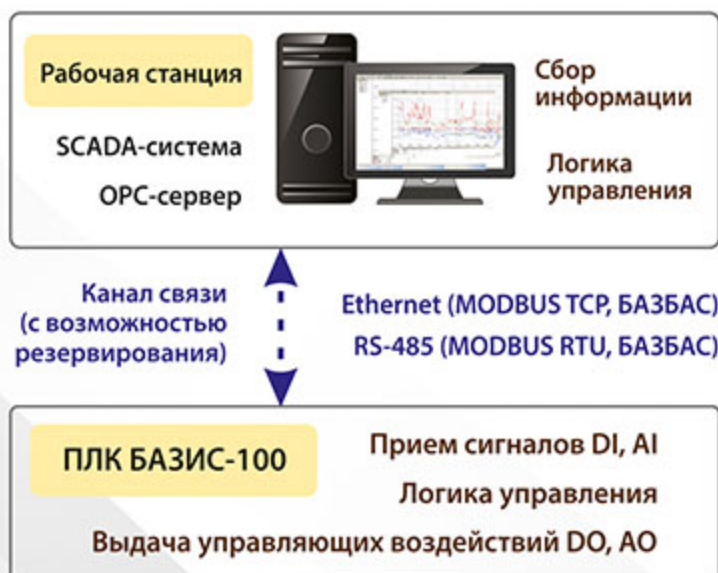 Рабочая станция
SCADA-система
OPC-сервер
Сбор
информации
Логика
управления
Канал связи
(с возможностью
резервирования)
Ethernet (MODBUS TCP, БАЗБАС)
RS-485 (MODBUS RTU, БАЗБАС)
ПЛК БАЗИС-100
Прием сигналов DI, AI
Логика управления
Выдача управляющих воздействий DO, AO